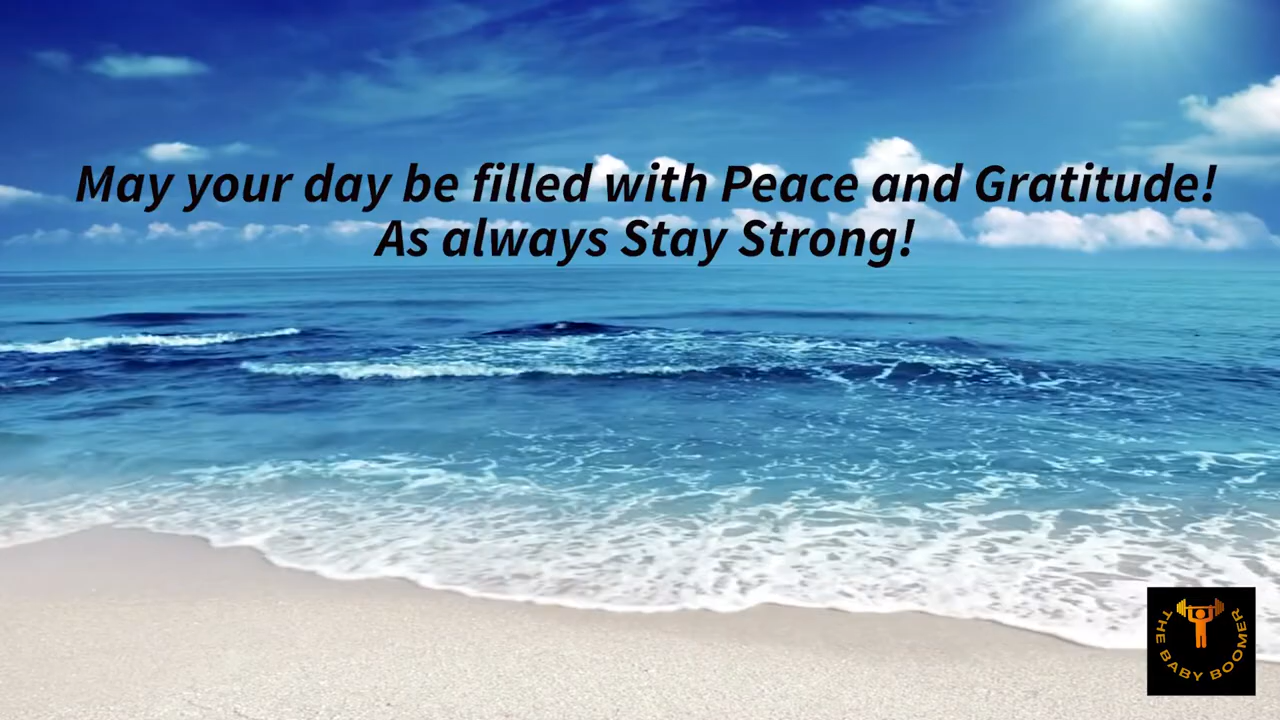 May your day be filled with Peace and Gratitude!
As always Stay Strong!
THE BABY BOOMER